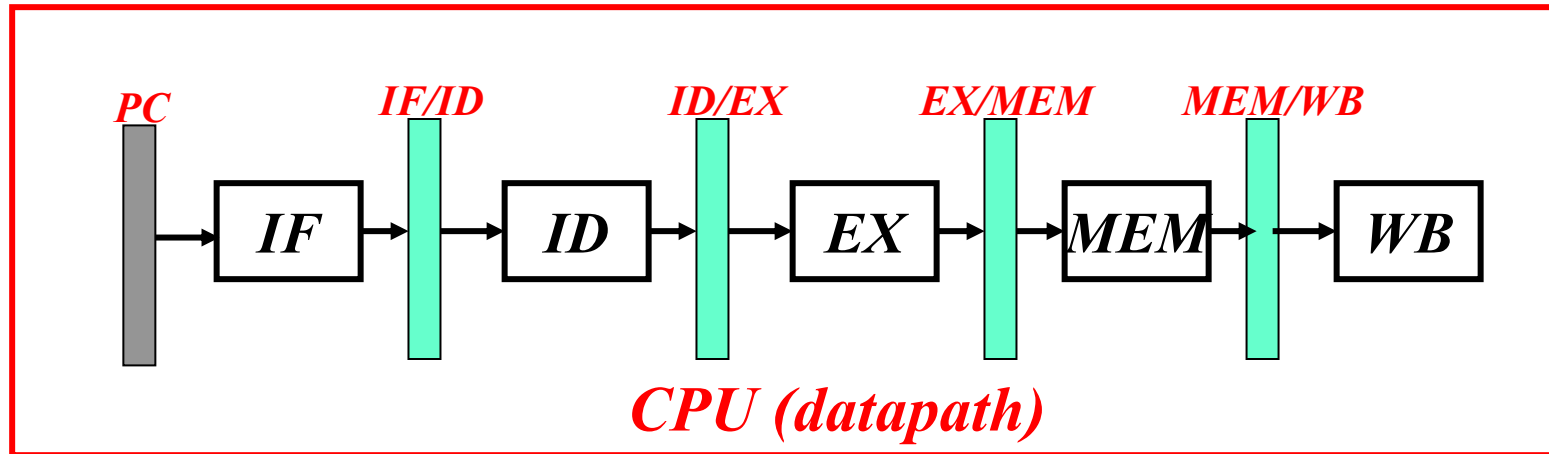 PC IF/ID ID/EX EX/MEM MEM/WB
IF ID EX MEM WB
CPU (datapath)